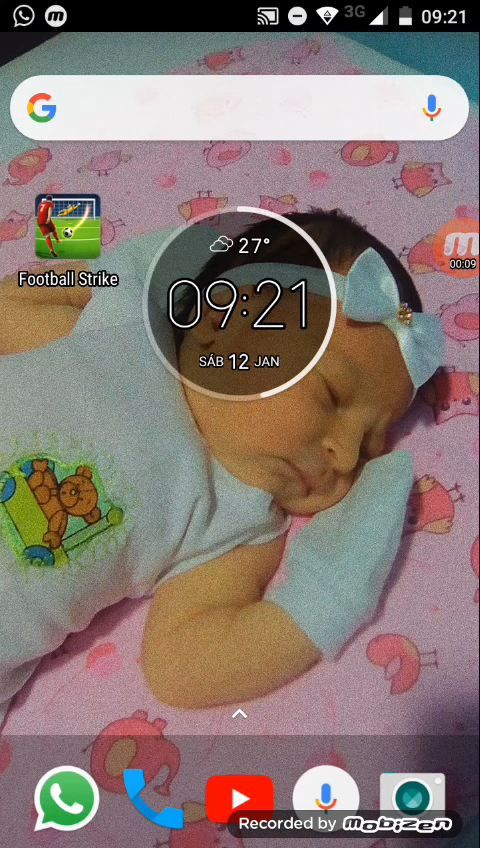 3G
09:21
Football Strike
27°
09:21
SÁB 12 JAN
00:09
Recorded by Mobizen